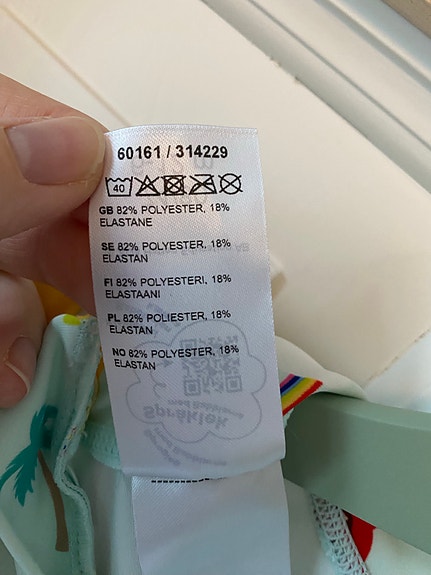 60161 / 314229
40
GB 82% POLYESTER, 18%
ELASTANE
SE 82% POLYESTER, 18%
ELASTAN
FI 82% POLYESTERI, 18%
ELASTAANI
PL 82% POLIESTER, 18%
ELASTAN
NO 82% POLYESTER, 18%
ELASTAN
Språklek